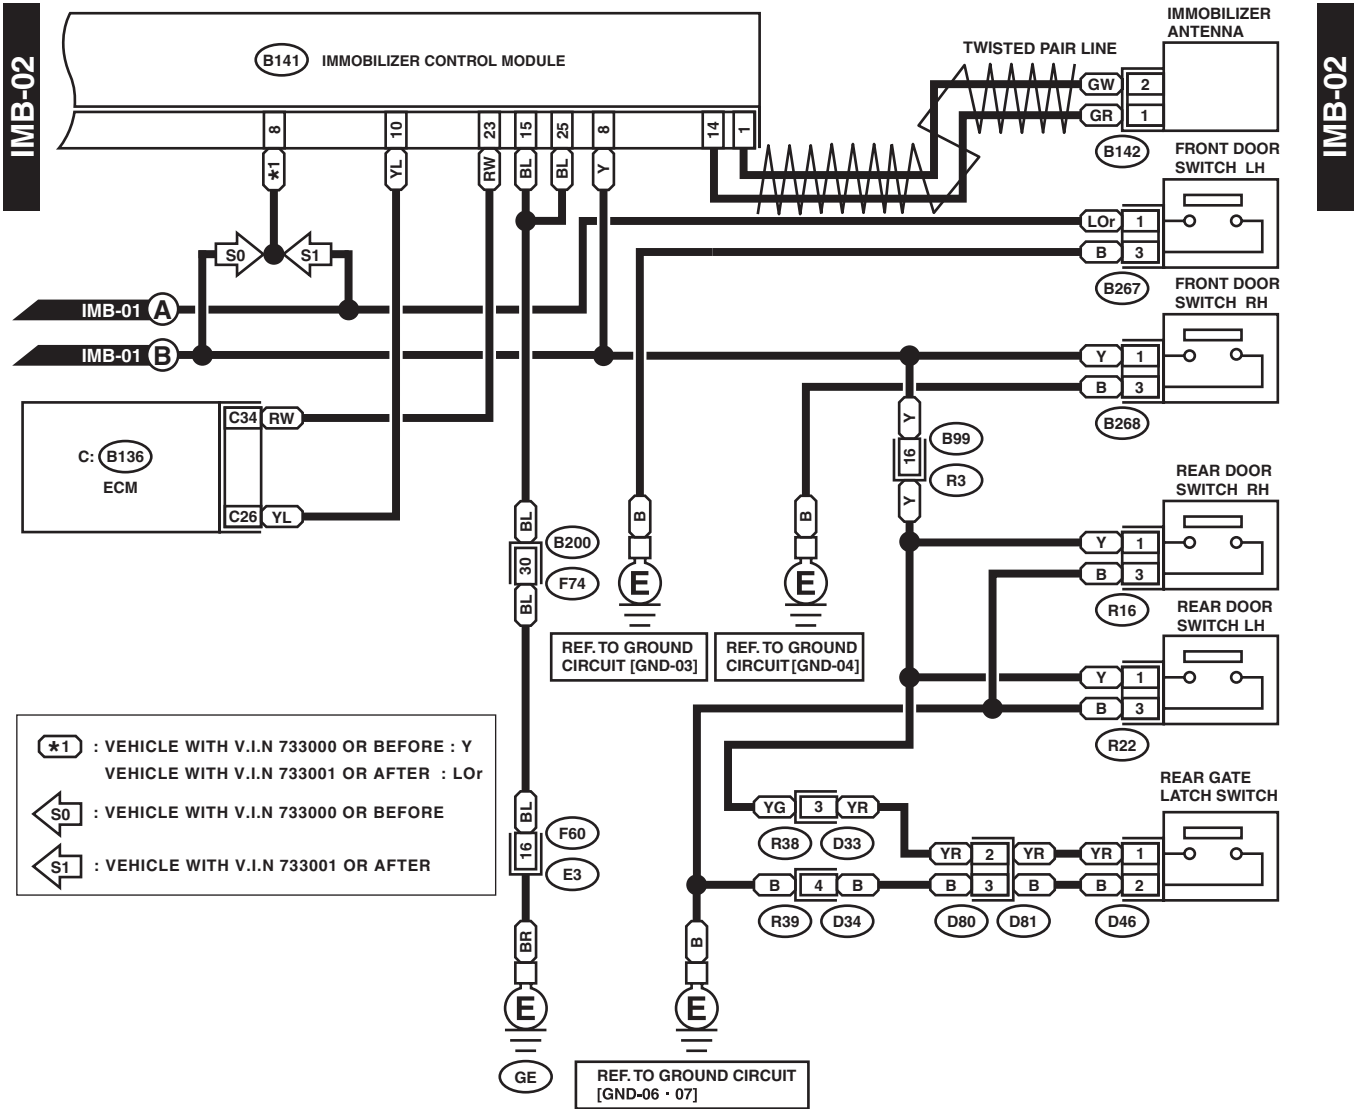 IMB-02
IMB-02
B141 IMMOBILIZER CONTROL MODULE
8 10 23 15 25 8 14 1
*1 YL RW BL BL Y
TWISTED PAIR LINE
IMMOBILIZER
ANTENNA
GW 2
GR 1
B142
FRONT DOOR
SWITCH LH
LOr 1
B 3
B267
S0 S1
IMB-01 A
IMB-01 B
FRONT DOOR
SWITCH RH
Y 1
B 3
B268
C: B136
ECM
C34 RW
C26 YL
Y
16
Y
B99
R3
REAR DOOR
SWITCH RH
Y 1
B 3
R16
BL
30
BL
B200
F74
B
E
REF. TO GROUND
CIRCUIT [GND-03]
B
E
REF. TO GROUND
CIRCUIT [GND-04]
REAR DOOR
SWITCH LH
Y 1
B 3
R22
*1 : VEHICLE WITH V.I.N 733000 OR BEFORE : Y
VEHICLE WITH V.I.N 733001 OR AFTER : LOr
S0 : VEHICLE WITH V.I.N 733000 OR BEFORE
S1 : VEHICLE WITH V.I.N 733001 OR AFTER
BL
16
F60
E3
BR
E
GE
REAR GATE
LATCH SWITCH
YG 3 YR
R38 D33
YR 2 YR YR 1
B 4 B B 3 B B 2
R39 D34 D80 D81 D46
B
E
REF. TO GROUND CIRCUIT
[GND-06・07]